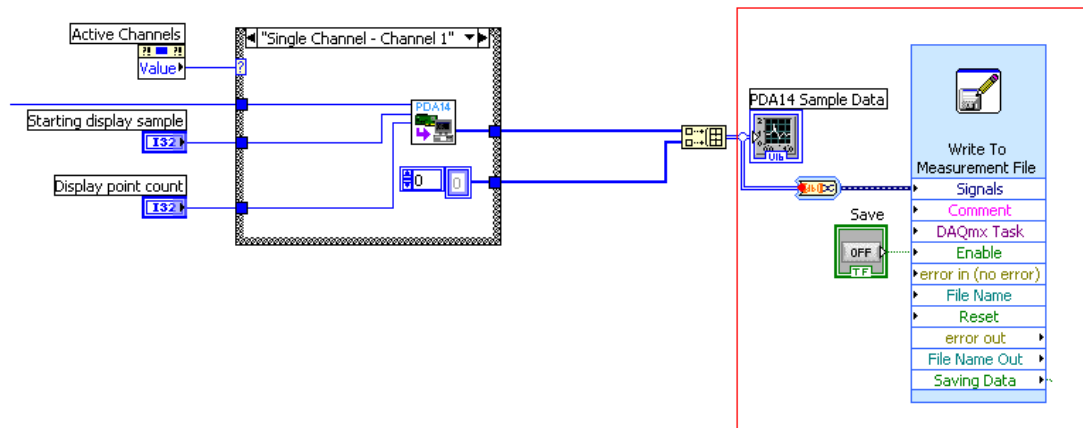 Active Channels
?! ?!
Value
"Single Channel - Channel 1"
?
PDA14
Starting display sample
I32
Display point count
I32
0
0
PDA14 Sample Data
Write To
Measurement File
Signals
Comment
DAQmx Task
Save
OFF
TF
Enable
error in (no error)
File Name
Reset
error out
File Name Out
Saving Data